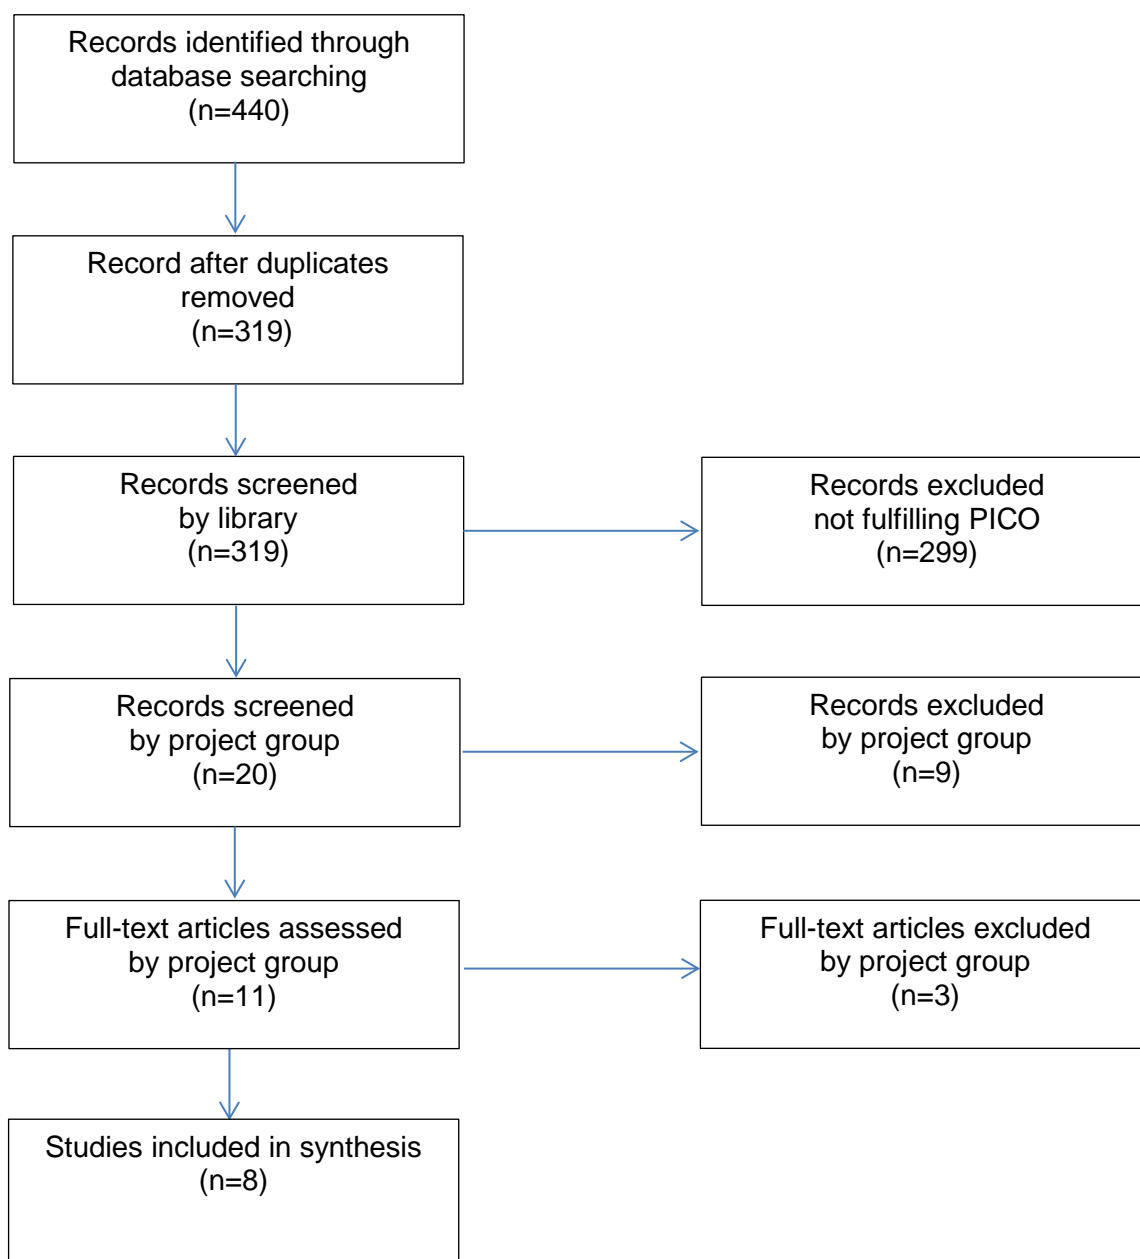 Records identified through
database searching
(n=440)
Record after duplicates
removed
(n=319)
Records screened
by library
(n=319)
Records excluded
not fulfilling PICO
(n=299)
Records screened
by project group
(n=20)
Records excluded
by project group
(n=9)
Full-text articles assessed
by project group
(n=11)
Full-text articles excluded
by project group
(n=3)
Studies included in synthesis
(n=8)